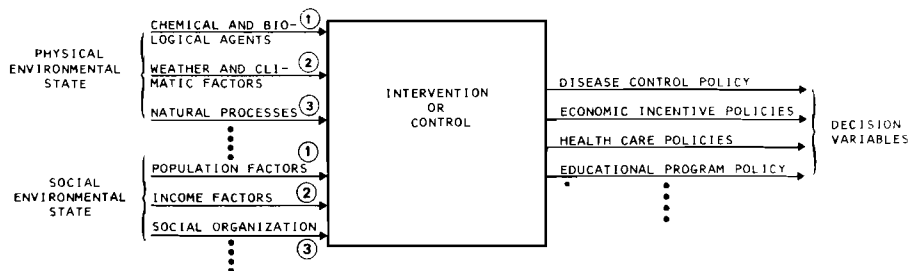 CHEMICAL AND BIO- ①
LOGICAL AGENTS
PHYSICAL
ENVIRONMENTAL
STATE
WEATHER AND CLI- ②
MATIC FACTORS
NATURAL PROCESSES ③
①
POPULATION FACTORS
SOCIAL
ENVIRONMENTAL
STATE
INCOME FACTORS ②
SOCIAL ORGANIZATION
③
INTERVENTION
OR
CONTROL
DISEASE CONTROL POLICY
ECONOMIC INCENTIVE POLICIES
HEALTH CARE POLICIES
EDUCATIONAL PROGRAM POLICY
DECISION
VARIABLES